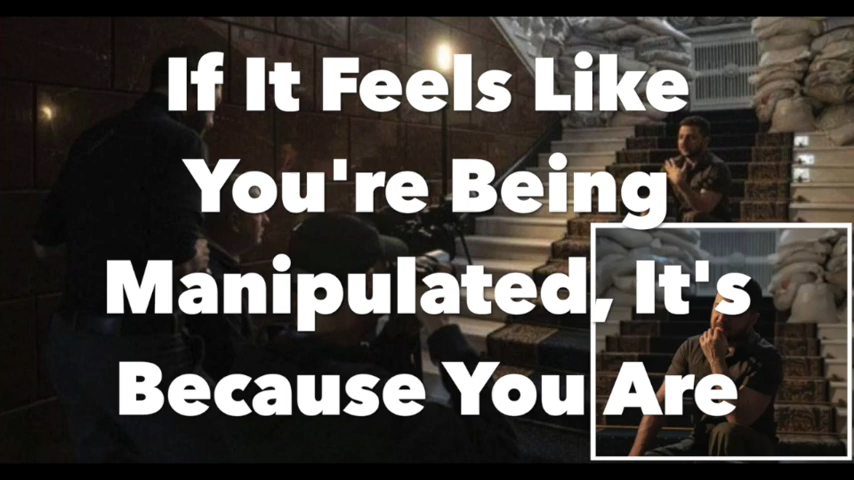 If It Feels Like
You're Being
Manipulated, It's
Because You Are